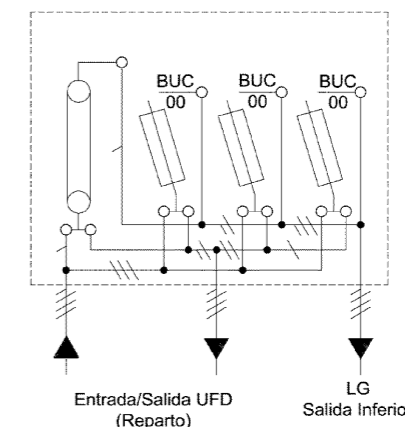 BUC BUC BUC
00 00 00
Entrada/Salida UFD
(Reparto)
LG
Salida Inferio